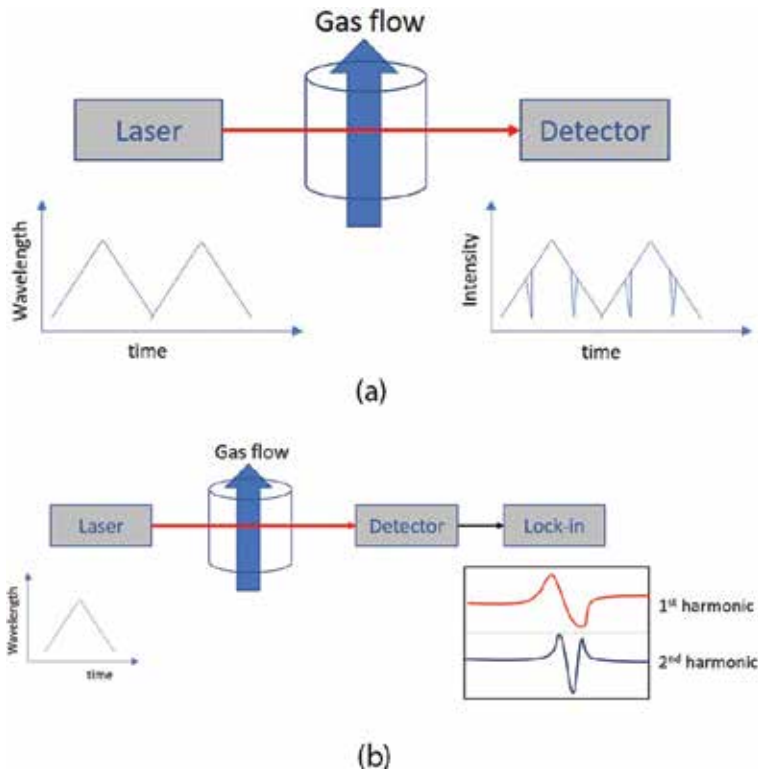 Gas flow
Laser
Detector
Wavelength
time
Intensity
time
(a)
Gas flow
Laser
Detector
Lock-in
Wavelength
time
1st harmonic
2nd harmonic
(b)